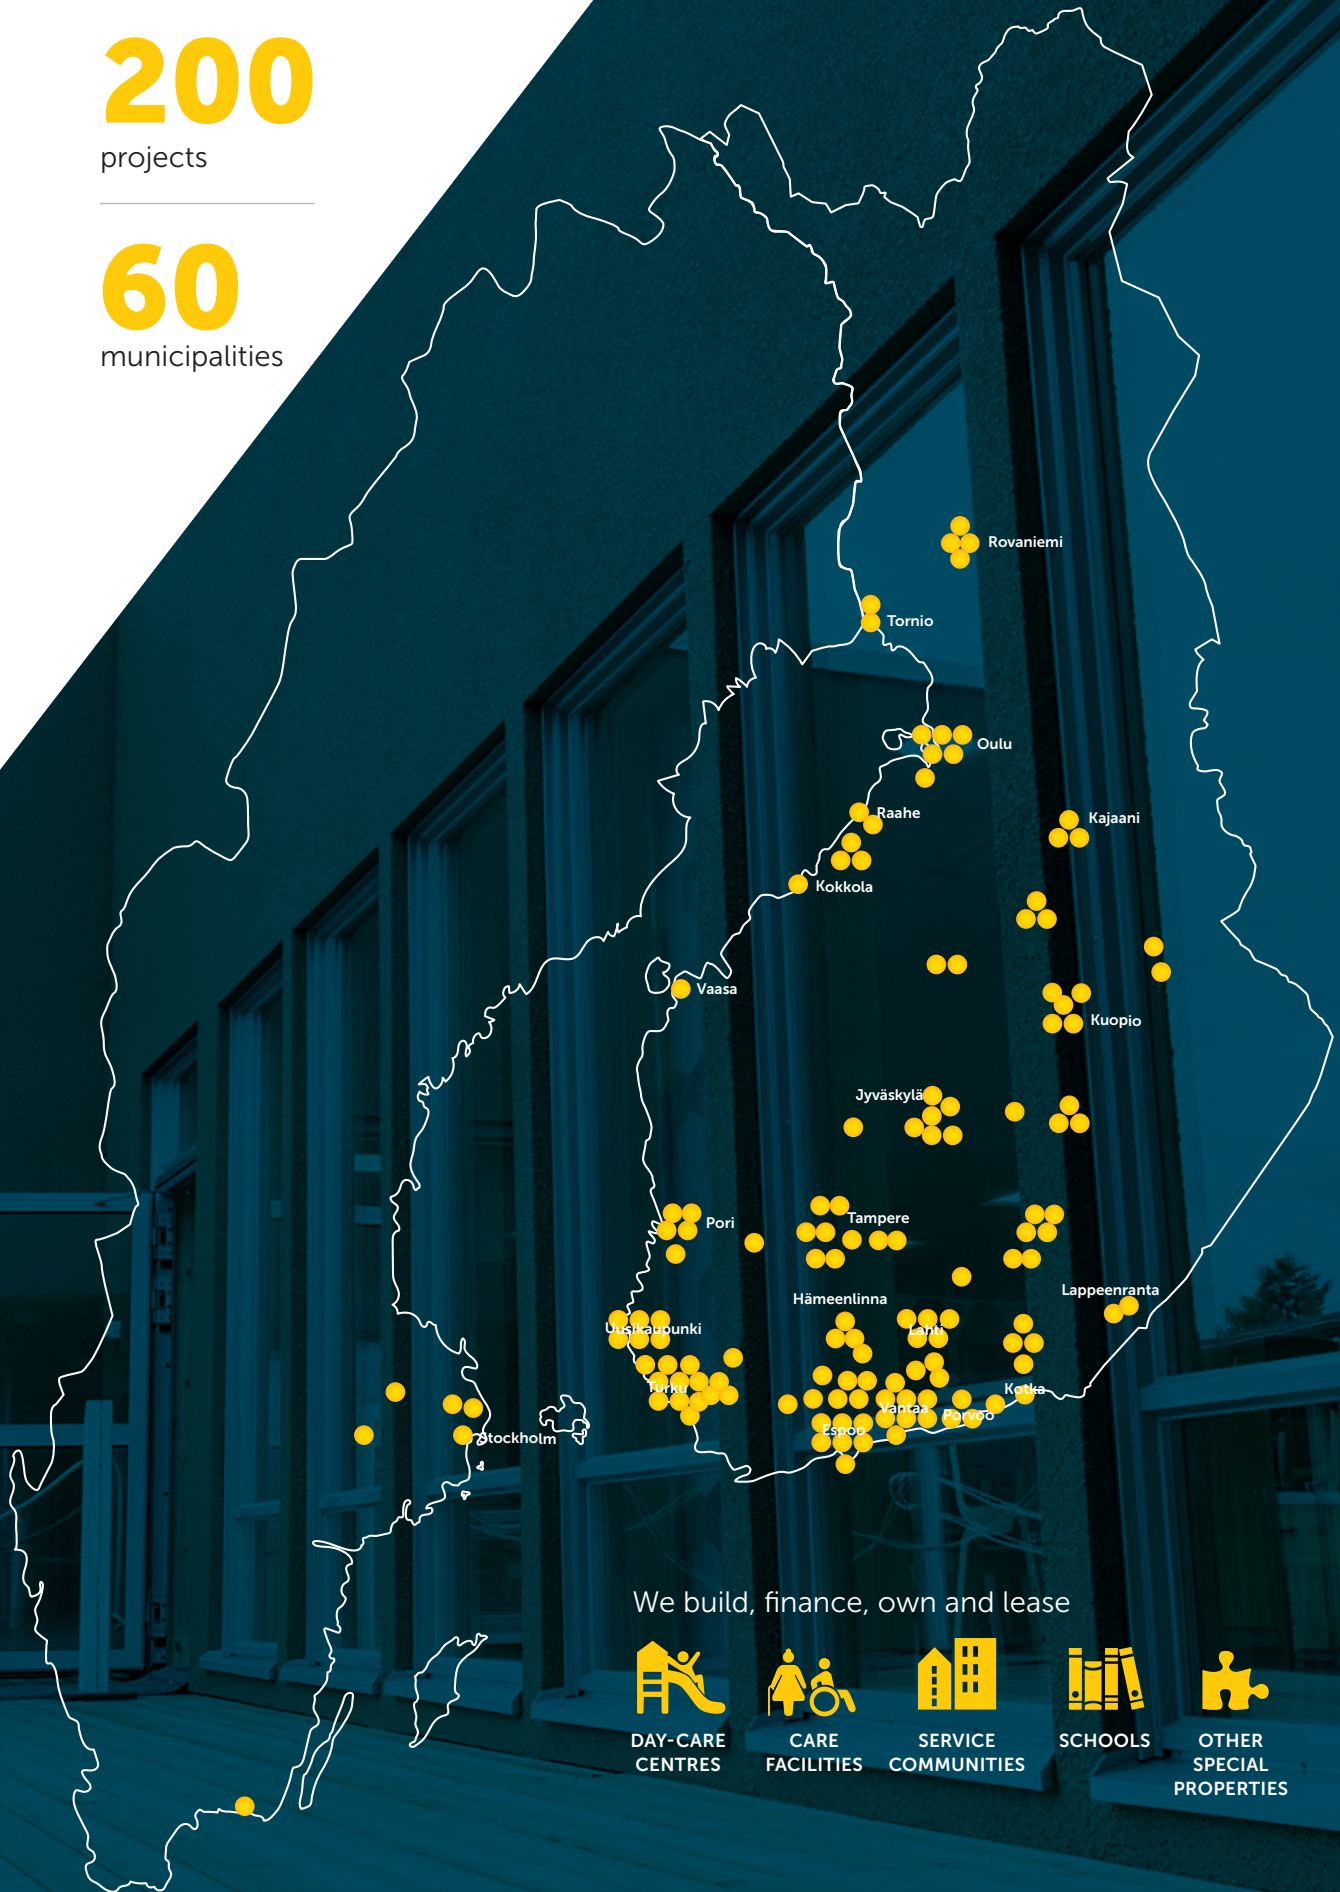 200
projects
60
municipalities
Rovaniemi
Tornio
Oulu
Raahe
Kajaani
Kokkola
Vaasa
Kuopio
Jyväskylä
Pori
Tampere
Lappeenranta
Hämeenlinna
Uusikaupunki
Lahti
Turku
Kotka
Vantaa
Porvoo
Espoo
Stockholm
We build, finance, own and lease
DAY-CARE
CENTRES
CARE
FACILITIES
SERVICE
COMMUNITIES
SCHOOLS
OTHER
SPECIAL
PROPERTIES